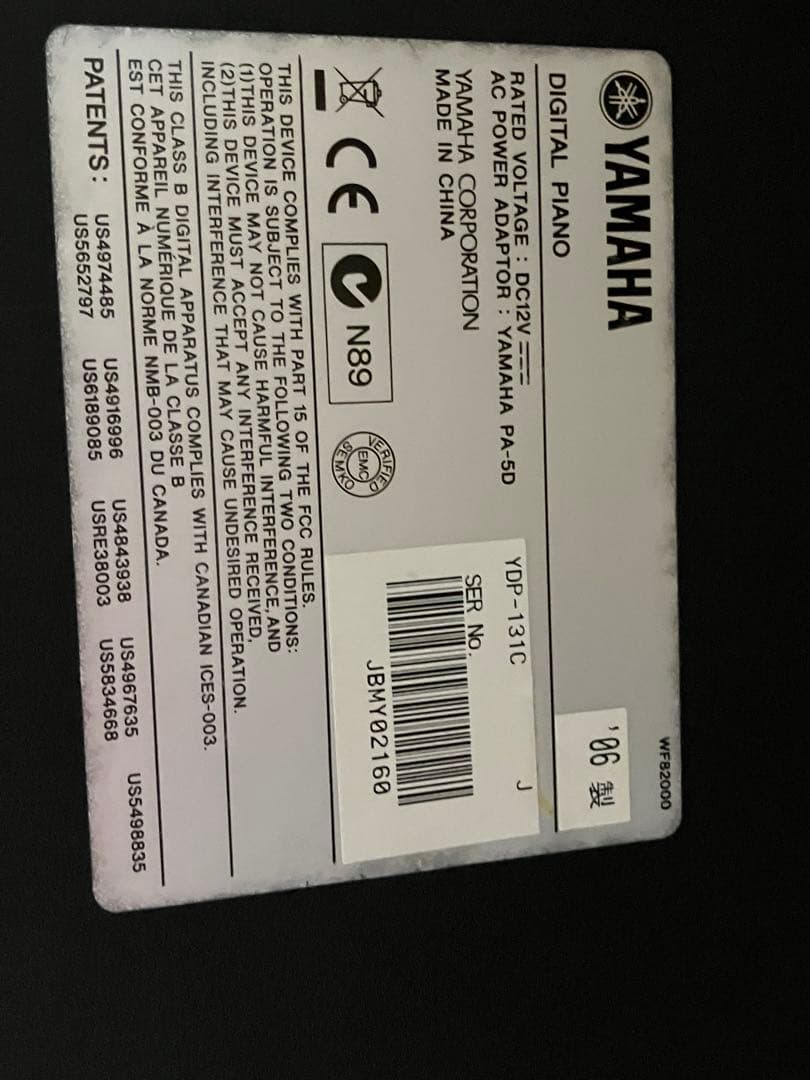 WF82000
YAMAHA
'06 製
DIGITAL PIANO
RATED VOLTAGE : DC12V
AC POWER ADAPTOR : YAMAHA PA-5D
YAMAHA CORPORATION
MADE IN CHINA
YDP-131C J
SER No.
JBMY02160
CE N89
VERIFIED
EMC
SEMKO
THIS DEVICE COMPLIES WITH PART 15 OF THE FCC RULES.
OPERATION IS SUBJECT TO THE FOLLOWING TWO CONDITIONS:
(1)THIS DEVICE MAY NOT CAUSE HARMFUL INTERFERENCE, AND
(2)THIS DEVICE MUST ACCEPT ANY INTERFERENCE RECEIVED,
INCLUDING INTERFERENCE THAT MAY CAUSE UNDESIRED OPERATION.
THIS CLASS B DIGITAL APPARATUS COMPLIES WITH CANADIAN ICES-003.
CET APPAREIL NUMÉRIQUE DE LA CLASSE B
EST CONFORME À LA NORME NMB-003 DU CANADA.
PATENTS: US4974485 US4916996 US4843938 US4967635 US5498835
US5652797 US6189085 USRE38003 US5834668